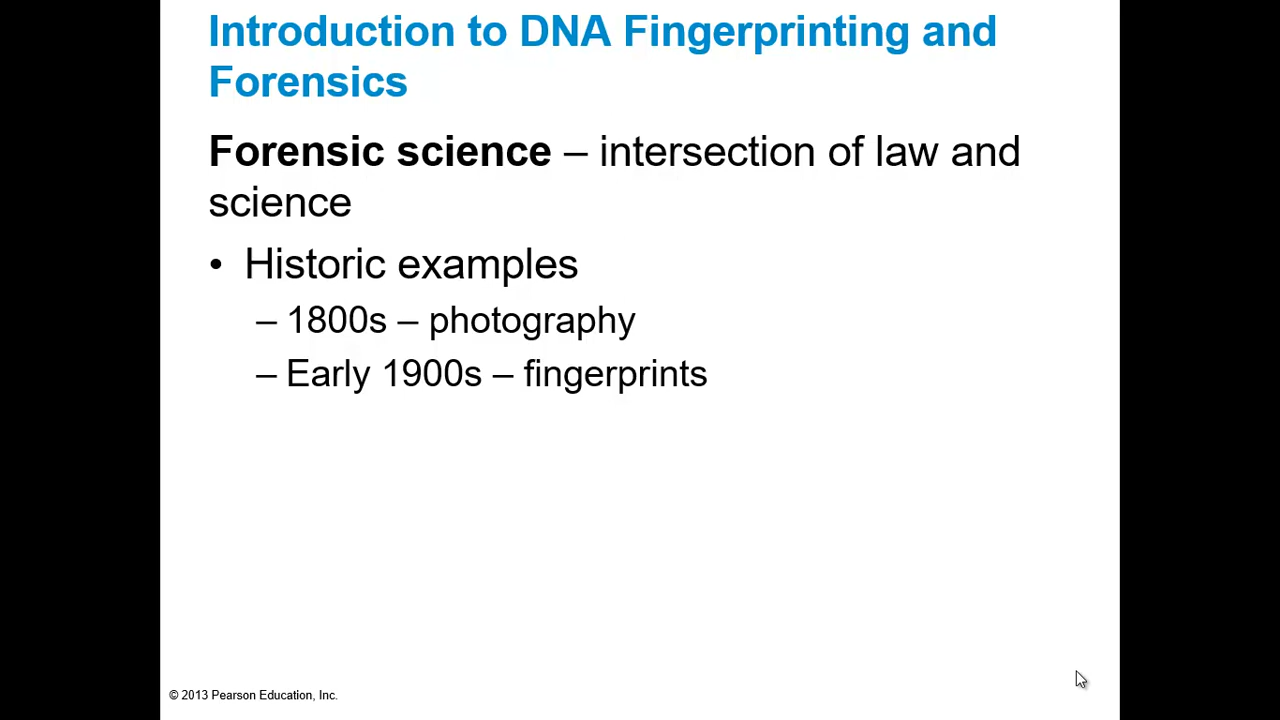 Introduction to DNA Fingerprinting and
Forensics
Forensic science – intersection of law and
science
• Historic examples
– 1800s – photography
– Early 1900s – fingerprints
© 2013 Pearson Education, Inc.